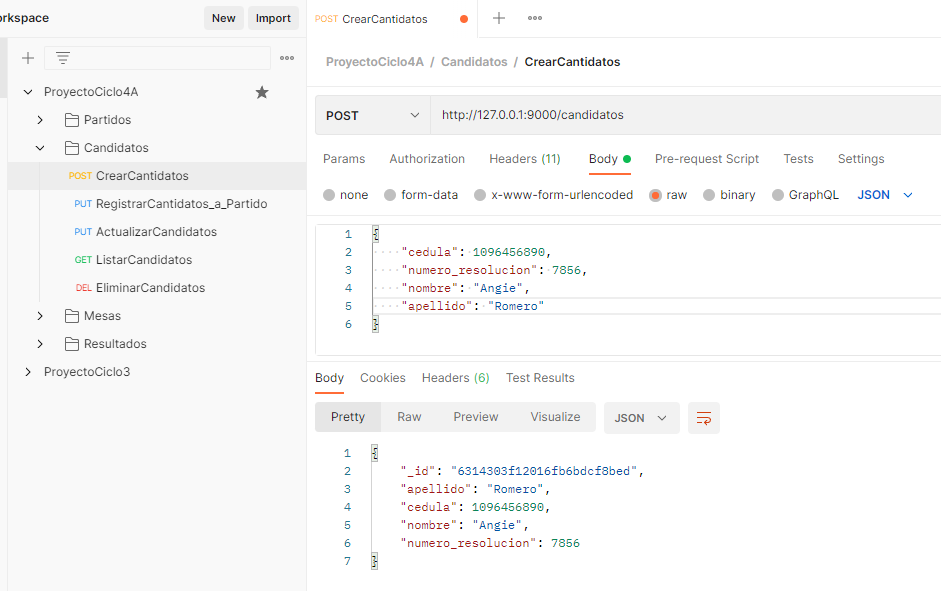 rkspace
New
Import
POST CrearCantidatos
ProyectoCiclo4A / Candidatos / CrearCantidatos
ProyectoCiclo4A
Partidos
Candidatos
POST CrearCantidatos
PUT RegistrarCantidatos_a_Partido
PUT ActualizarCandidatos
GET ListarCandidatos
DEL EliminarCandidatos
Mesas
Resultados
ProyectoCiclo3
POST
http://127.0.0.1:9000/candidatos
Params
Authorization
Headers (11)
Body
Pre-request Script
Tests
Settings
none
form-data
x-www-form-urlencoded
raw
binary
GraphQL
JSON
1 {
2 "cedula": 1096456890,
3 "numero_resolucion": 7856,
4 "nombre": "Angie",
5 "apellido": "Romero"
6 }
Body
Cookies
Headers (6)
Test Results
Pretty
Raw
Preview
Visualize
JSON
1 {
2 "_id": "6314303f12016fb6bdcf8bed",
3 "apellido": "Romero",
4 "cedula": 1096456890,
5 "nombre": "Angie",
6 "numero_resolucion": 7856
7 }